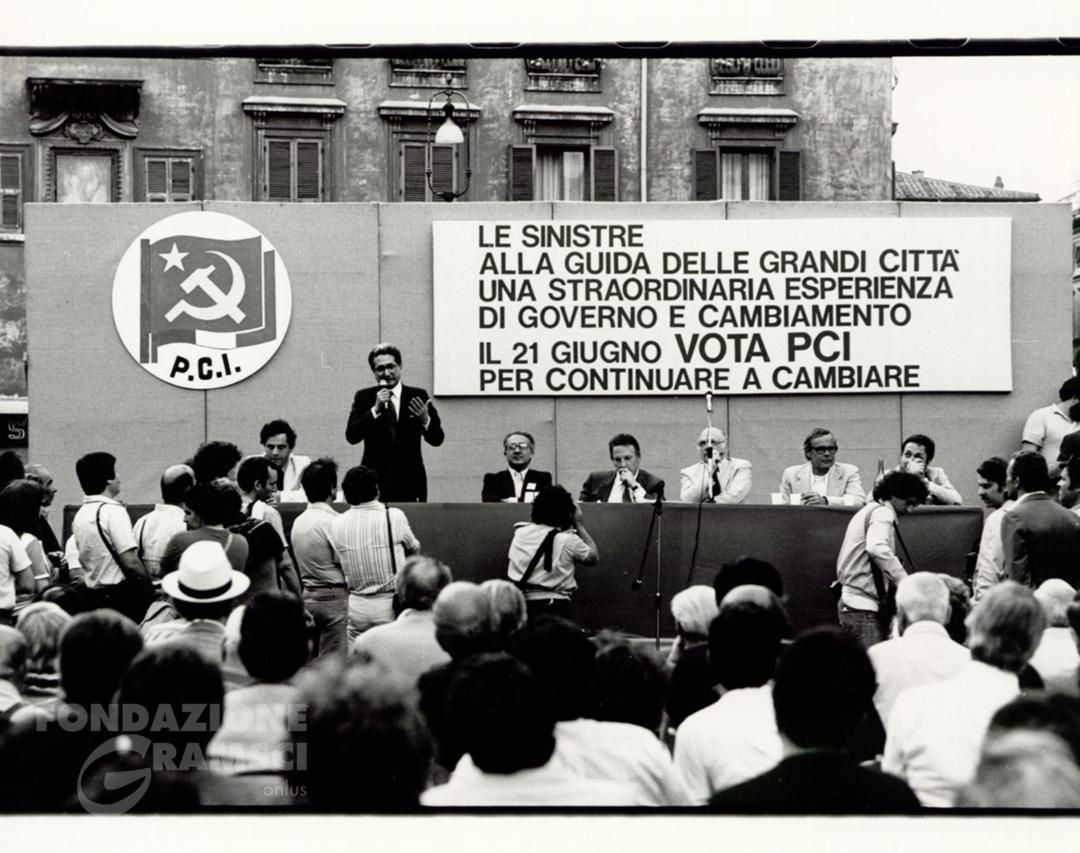 LE SINISTRE
ALLA GUIDA DELLE GRANDI CITTA`
UNA STRAORDINARIA ESPERIENZA
DI GOVERNO E CAMBIAMENTO
IL 21 GIUGNO VOTA PCI
PER CONTINUARE A CAMBIARE
P.C.I.
S
FONDAZIONE
GRAMSCI
onlus